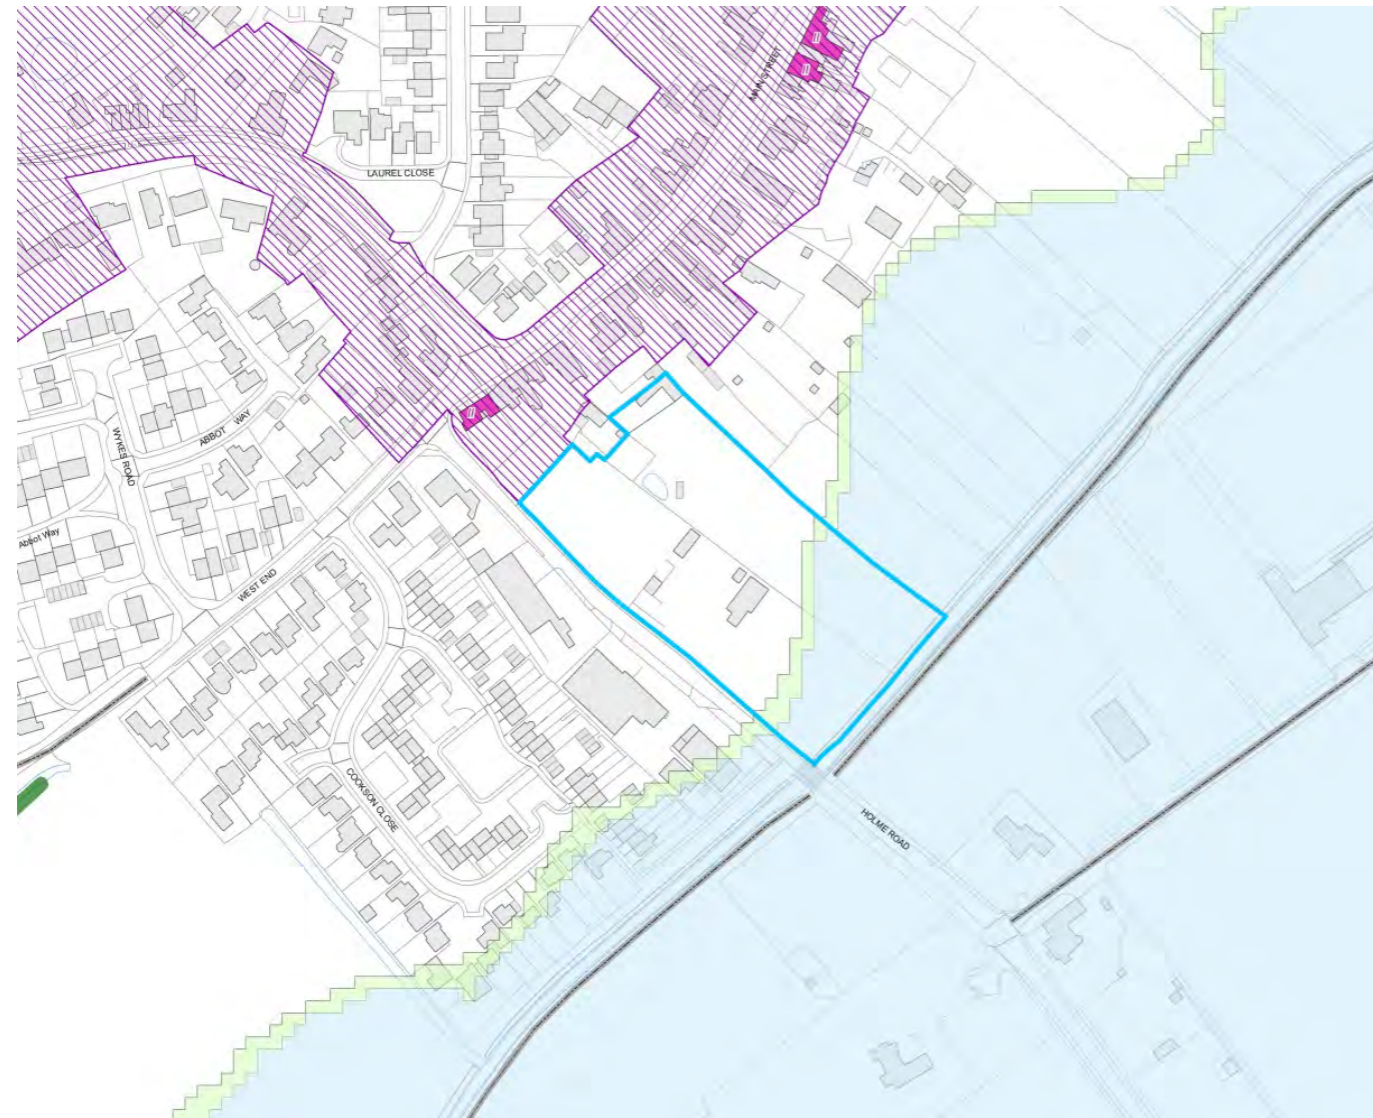 MAIN STREET
LAUREL CLOSE
WYKES ROAD
ABBOT WAY
Abbot Way
WEST END
COOKSON CLOSE
HOLME ROAD